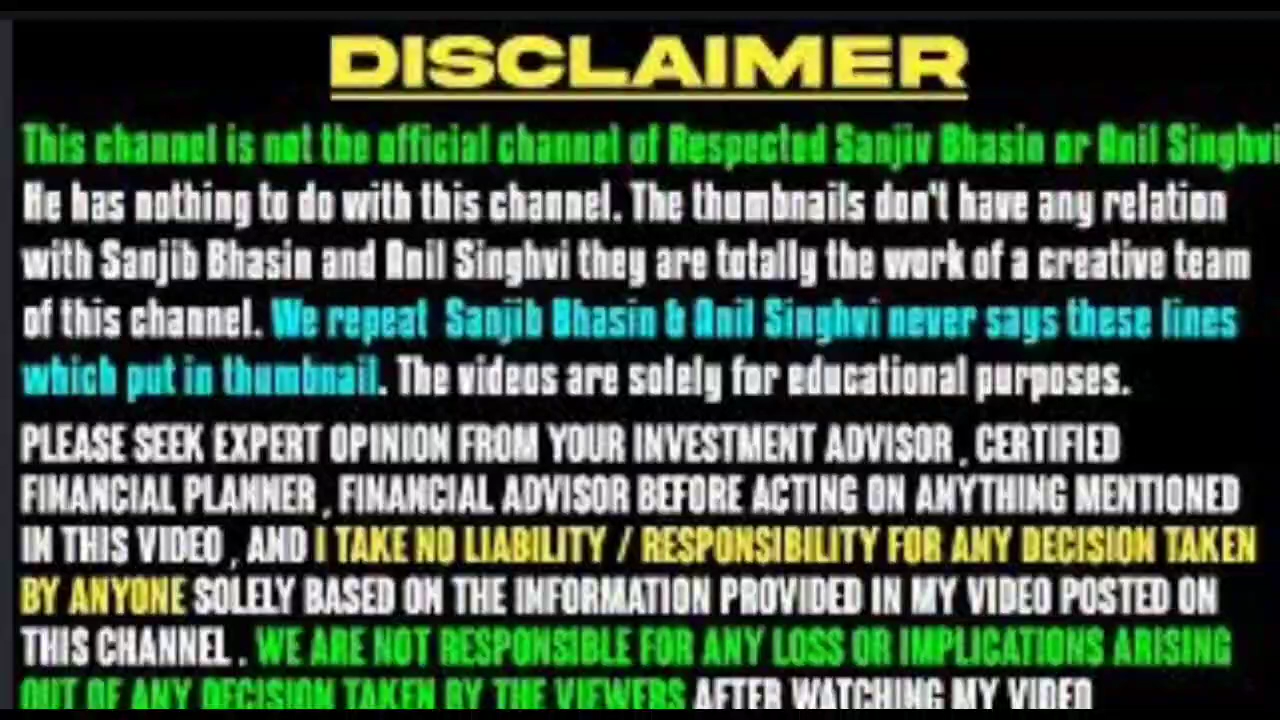 DISCLAIMER
This channel is not the official channel of Respected Sanjiv Bhasin or Anil Singhvi
He has nothing to do with this channel. The thumbnails don't have any relation
with Sanjib Bhasin and Anil Singhvi they are totally the work of a creative team
of this channel. We repeat Sanjib Bhasin & Anil Singhvi never says these lines
which put in thumbnail. The videos are solely for educational purposes.
PLEASE SEEK EXPERT OPINION FROM YOUR INVESTMENT ADVISOR , CERTIFIED
FINANCIAL PLANNER , FINANCIAL ADVISOR BEFORE ACTING ON ANYTHING MENTIONED
IN THIS VIDEO , AND I TAKE NO LIABILITY / RESPONSIBILITY FOR ANY DECISION TAKEN
BY ANYONE SOLELY BASED ON THE INFORMATION PROVIDED IN MY VIDEO POSTED ON
THIS CHANNEL . WE ARE NOT RESPONSIBLE FOR ANY LOSS OR IMPLICATIONS ARISING
OUT OF ANY DECISION TAKEN BY THE VIEWERS AFTER WATCHING MY VIDEO